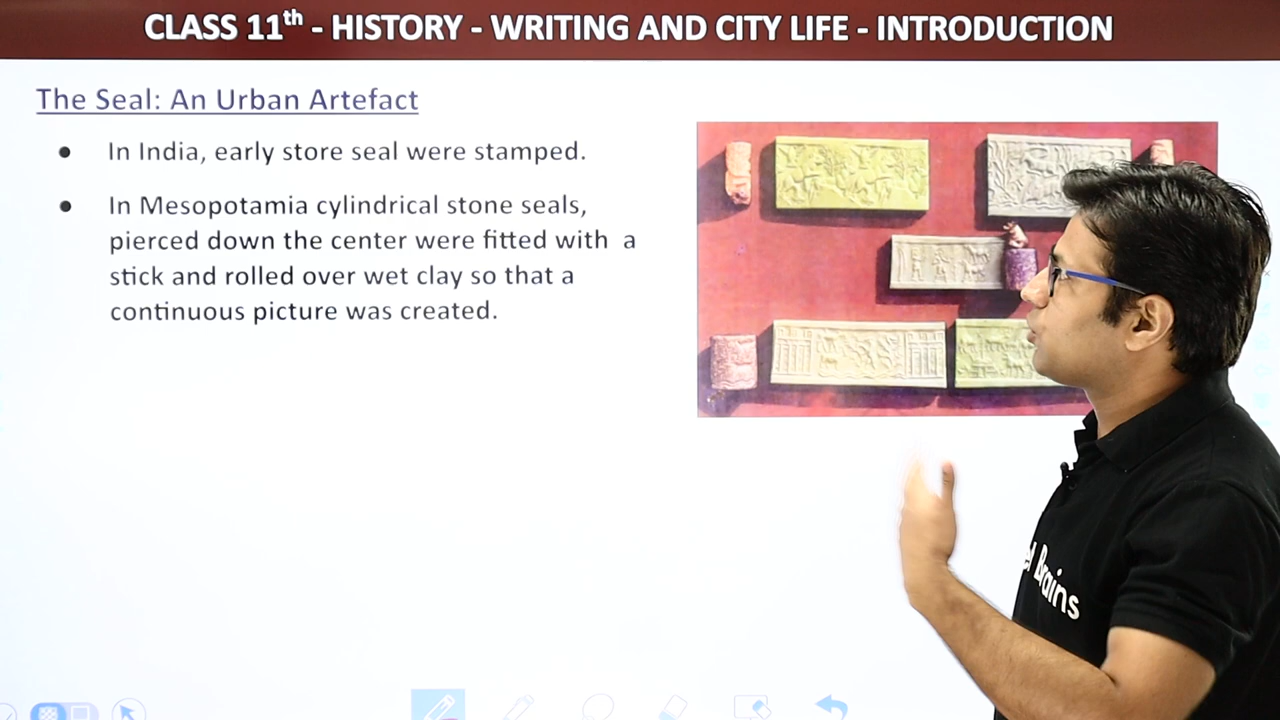 CLASS 11th - HISTORY - WRITING AND CITY LIFE - INTRODUCTION
The Seal: An Urban Artefact
● In India, early store seal were stamped.
● In Mesopotamia cylindrical stone seals,
pierced down the center were fitted with a
stick and rolled over wet clay so that a
continuous picture was created.
Brains